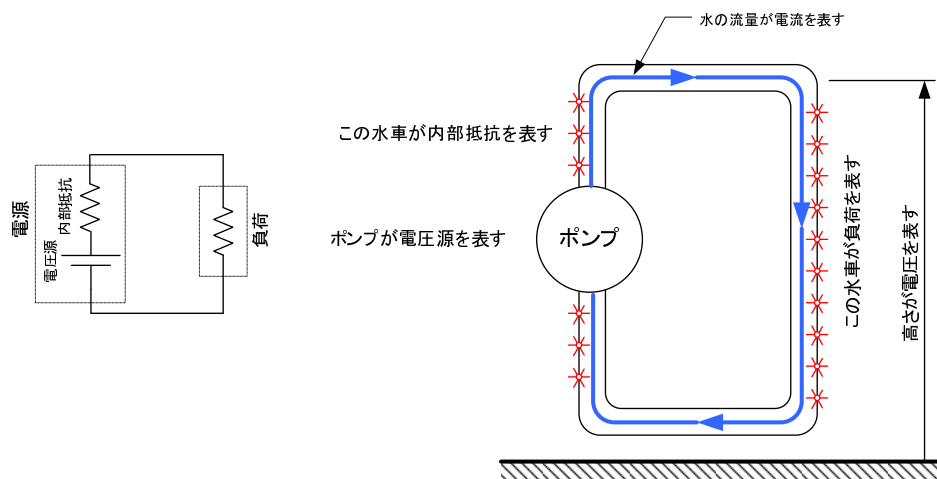 水の流量が電流を表す
この水車が内部抵抗を表す
ポンプが電圧源を表す
ポンプ
この水車が負荷を表す
高さが電圧を表す
電源
内部抵抗
電圧源
負荷